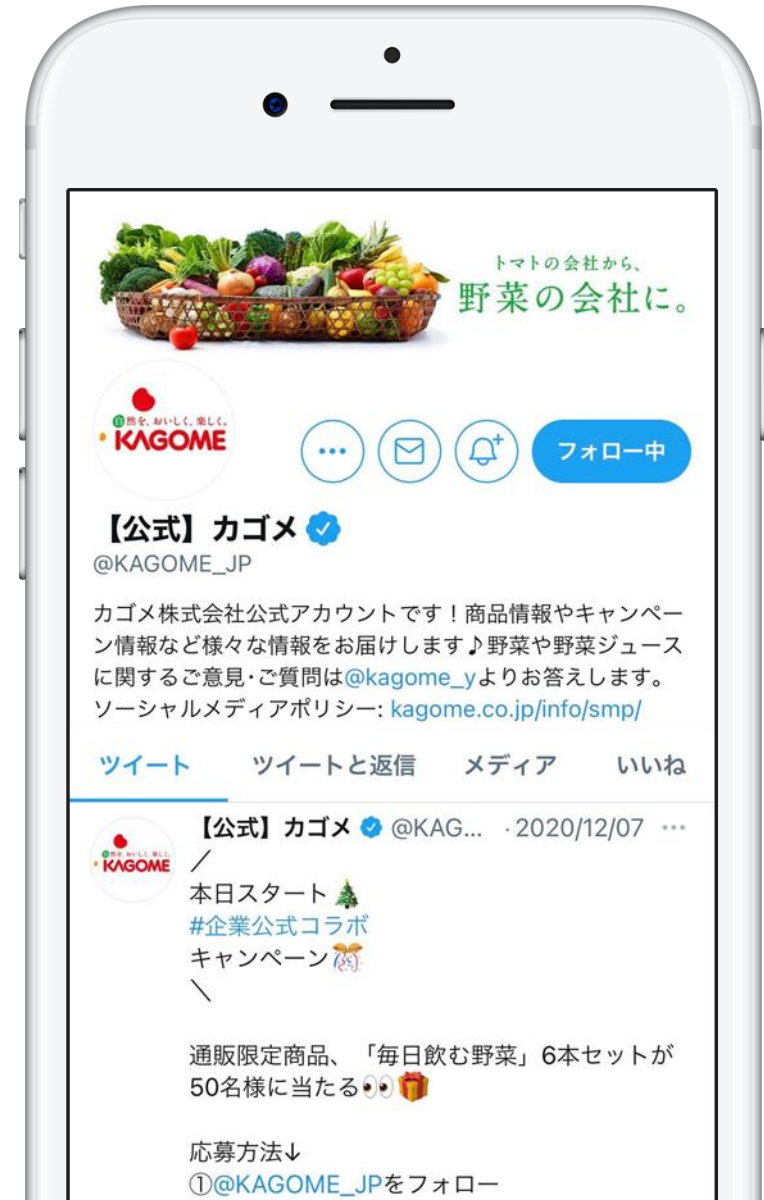 トマトの会社から、
野菜の会社に。
自然を、おいしく、楽しく。
KAGOME
フォロー中
【公式】カゴメ
@KAGOME_JP
カゴメ株式会社公式アカウントです！商品情報やキャンペー
ン情報など様々な情報をお届けします♪野菜や野菜ジュース
に関するご意見･ご質問は@kagome_yよりお答えします。
ソーシャルメディアポリシー: kagome.co.jp/info/smp/
ツイート ツイートと返信 メディア いいね
【公式】カゴメ @KAG... ·2020/12/07 ···
自然を、おいしく、楽しく。
KAGOME
／
本日スタート🎄
#企業公式コラボ
キャンペーン🎊
＼
通販限定商品、「毎日飲む野菜」6本セットが
50名様に当たる👀🎁
応募方法↓
①@KAGOME_JPをフォロー